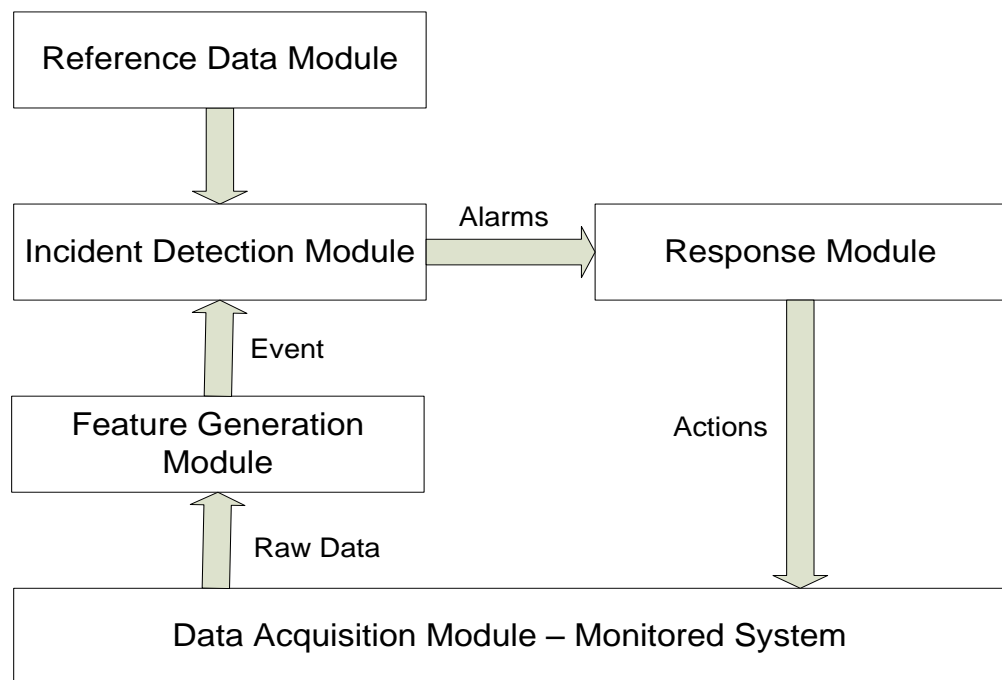 Reference Data Module
Alarms
Incident Detection Module
Response Module
Event
Feature Generation
Module
Actions
Raw Data
Data Acquisition Module – Monitored System